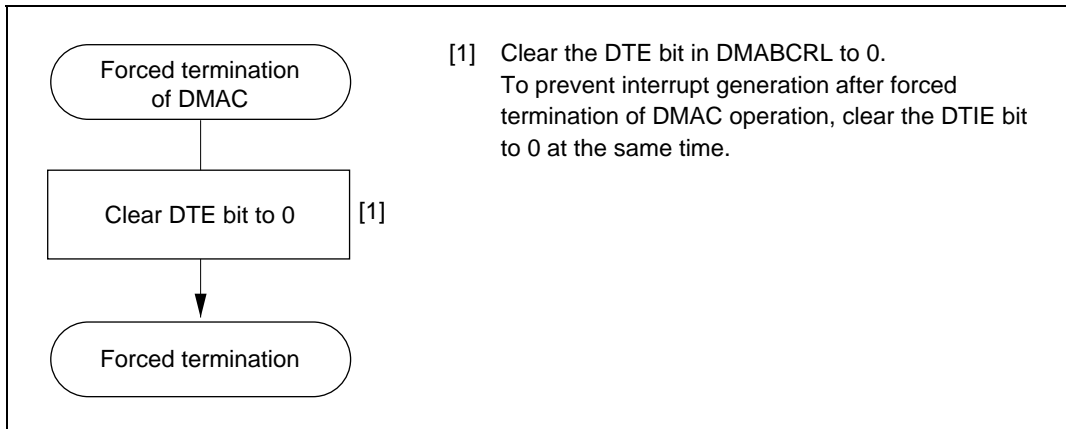 Forced termination
of DMAC
Clear DTE bit to 0
[1]
Forced termination
[1] Clear the DTE bit in DMABCRL to 0.
To prevent interrupt generation after forced
termination of DMAC operation, clear the DTIE bit
to 0 at the same time.